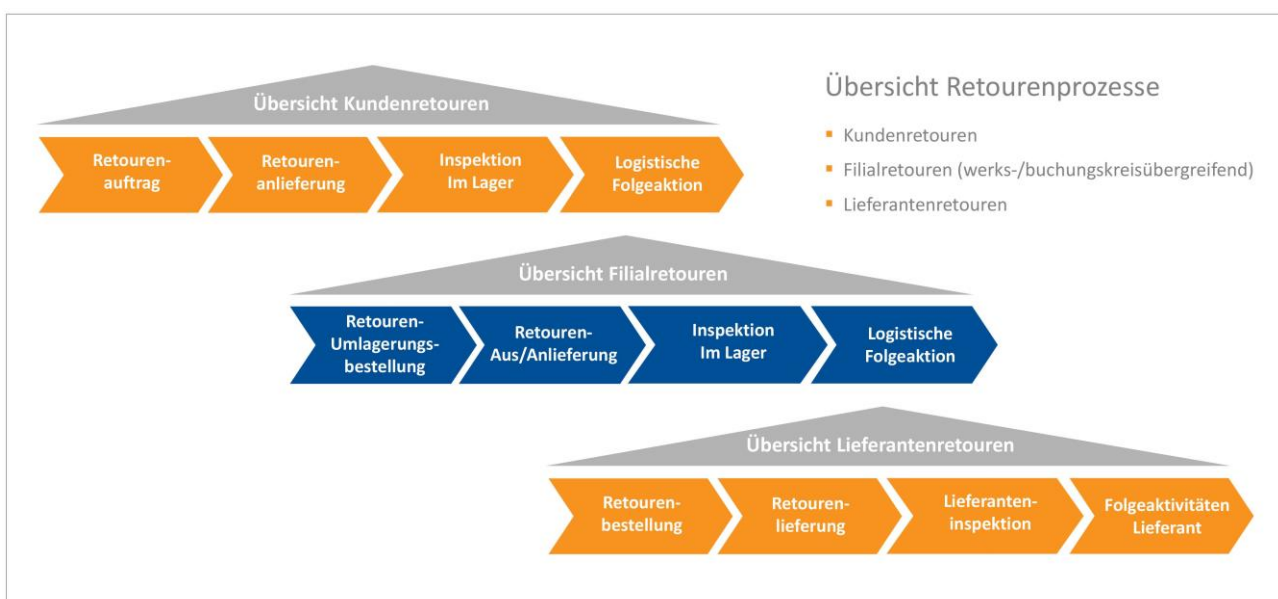 Übersicht Retourenprozesse
▪ Kundenretouren
▪ Filialretouren (werks-/buchungskreisübergreifend)
▪ Lieferantenretouren
Übersicht Kundenretouren
Retouren-
auftrag
Retouren-
anlieferung
Inspektion
Im Lager
Logistische
Folgeaktion
Übersicht Filialretouren
Retouren-
Umlagerungs-
bestellung
Retouren-
Aus/Anlieferung
Inspektion
Im Lager
Logistische
Folgeaktion
Übersicht Lieferantenretouren
Retouren-
bestellung
Retouren-
lieferung
Lieferanten-
inspektion
Folgeaktivitäten
Lieferant